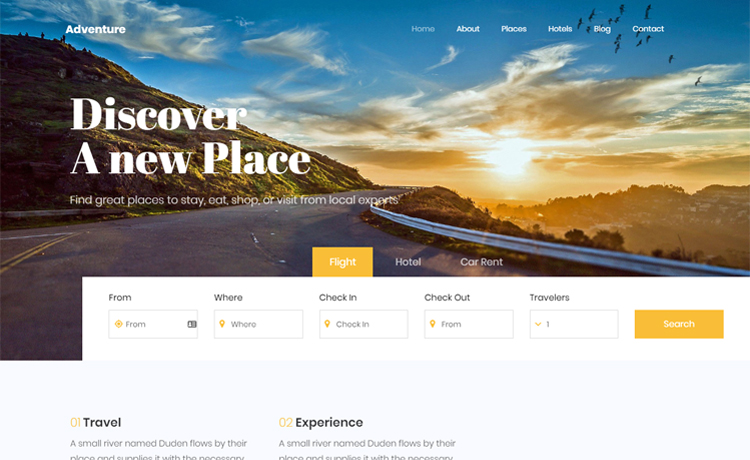 Adventure
Home About Places Hotels Blog Contact
Discover
A new Place
Find great places to stay, eat, shop, or visit from local experts
Flight Hotel Car Rent
From Where Check In Check Out Travelers
From Where Check In From 1 Search
01 Travel 02 Experience
A small river named Duden flows by their A small river named Duden flows by their
place and supplies it with the necessary place and supplies it with the necessary